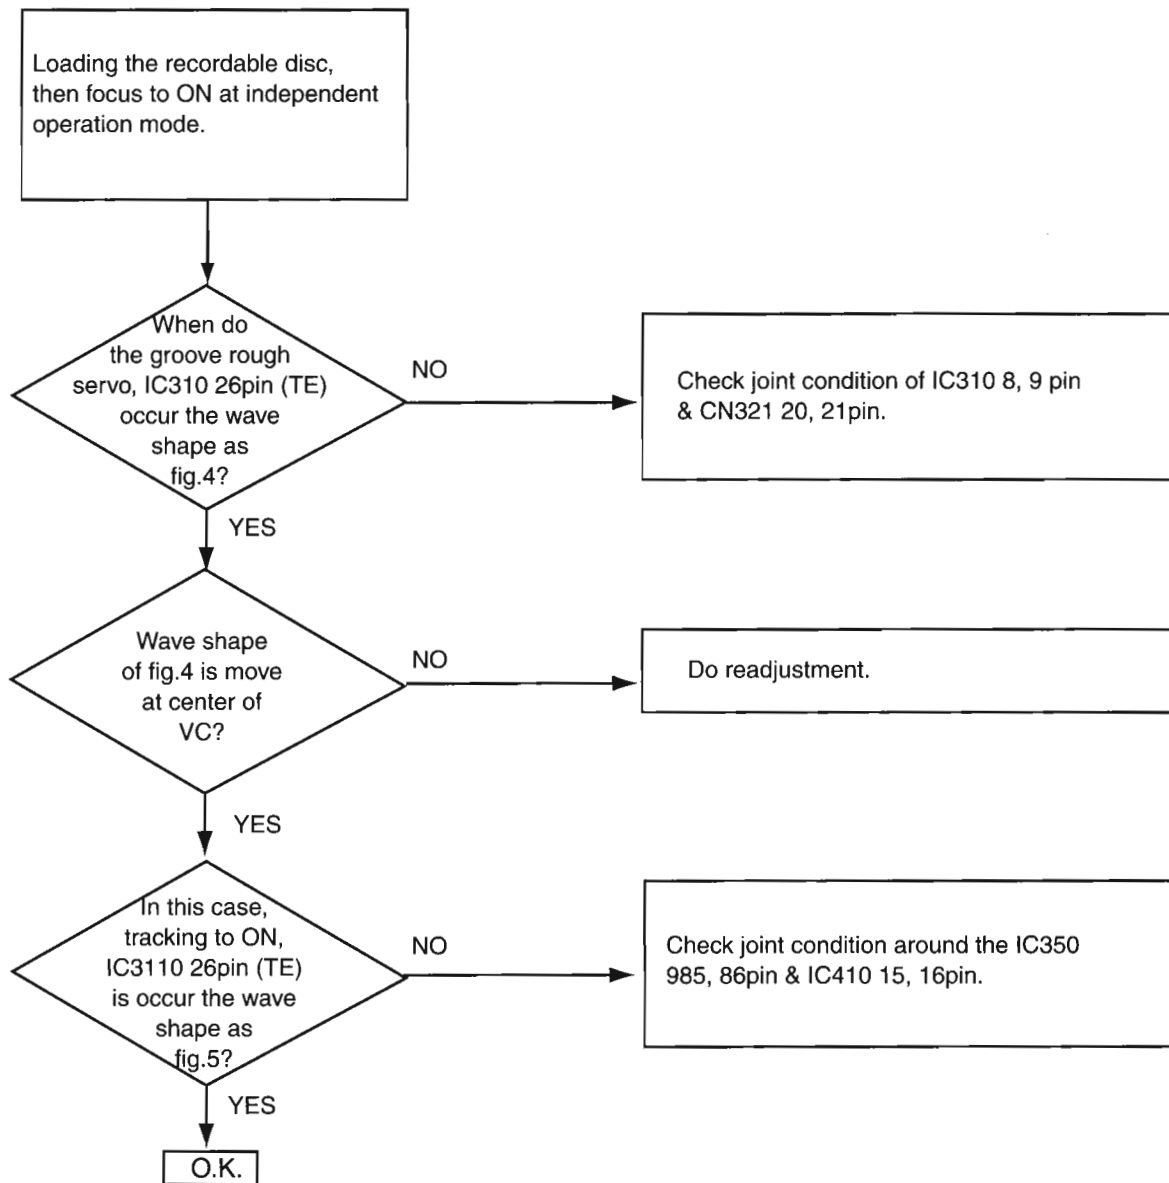 Loading the recordable disc,
then focus to ON at independent
operation mode.
When do
the groove rough
servo, IC310 26pin (TE)
occur the wave
shape as
fig.4?
NO
Check joint condition of IC310 8, 9 pin
& CN321 20, 21pin.
YES
Wave shape
of fig.4 is move
at center of
VC?
NO
Do readjustment.
YES
In this case,
tracking to ON,
IC3110 26pin (TE)
is occur the wave
shape as
fig.5?
NO
Check joint condition around the IC350
985, 86pin & IC410 15, 16pin.
YES
O.K.